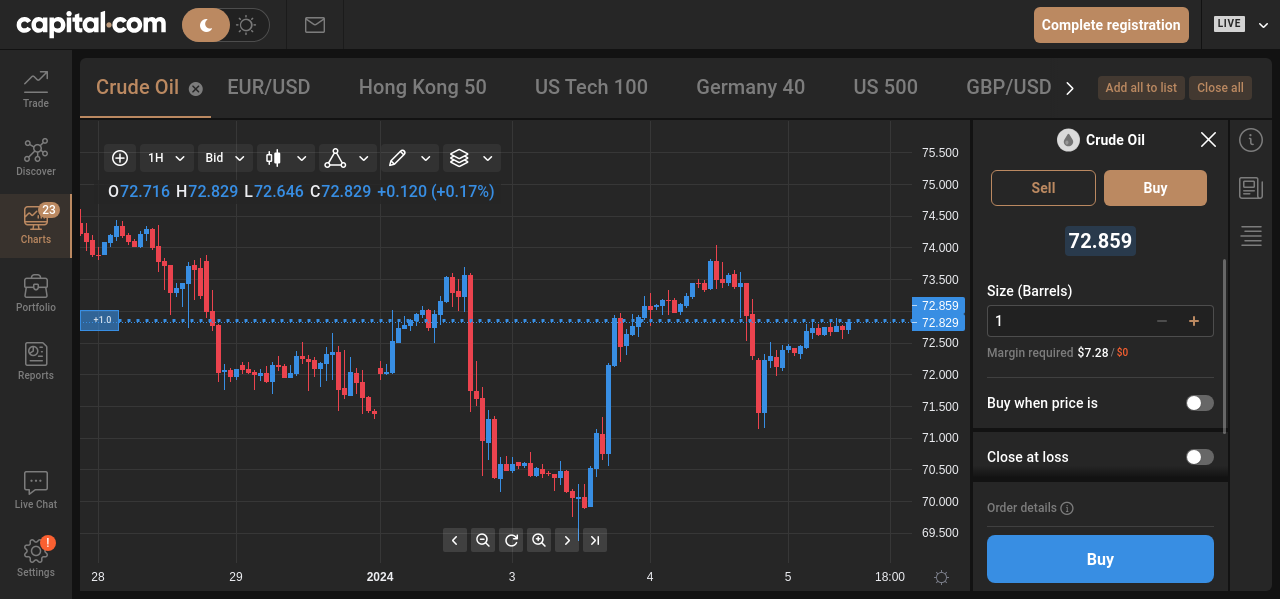 capital.com
Complete registration
LIVE
Trade
Discover
23
Charts
Portfolio
Reports
Live Chat
!
Settings
Crude Oil
EUR/USD
Hong Kong 50
US Tech 100
Germany 40
US 500
GBP/USD
Add all to list
Close all
1H
Bid
O72.716 H72.829 L72.646 C72.829 +0.120 (+0.17%)
+1.0
75.500
75.000
74.500
74.000
73.500
72.859
72.829
72.500
72.000
71.500
71.000
70.500
70.000
69.500
28
29
2024
3
4
5
18:00
Crude Oil
Sell
Buy
72.859
Size (Barrels)
1
Margin required $7.28 / $0
Buy when price is
Close at loss
Order details
Buy